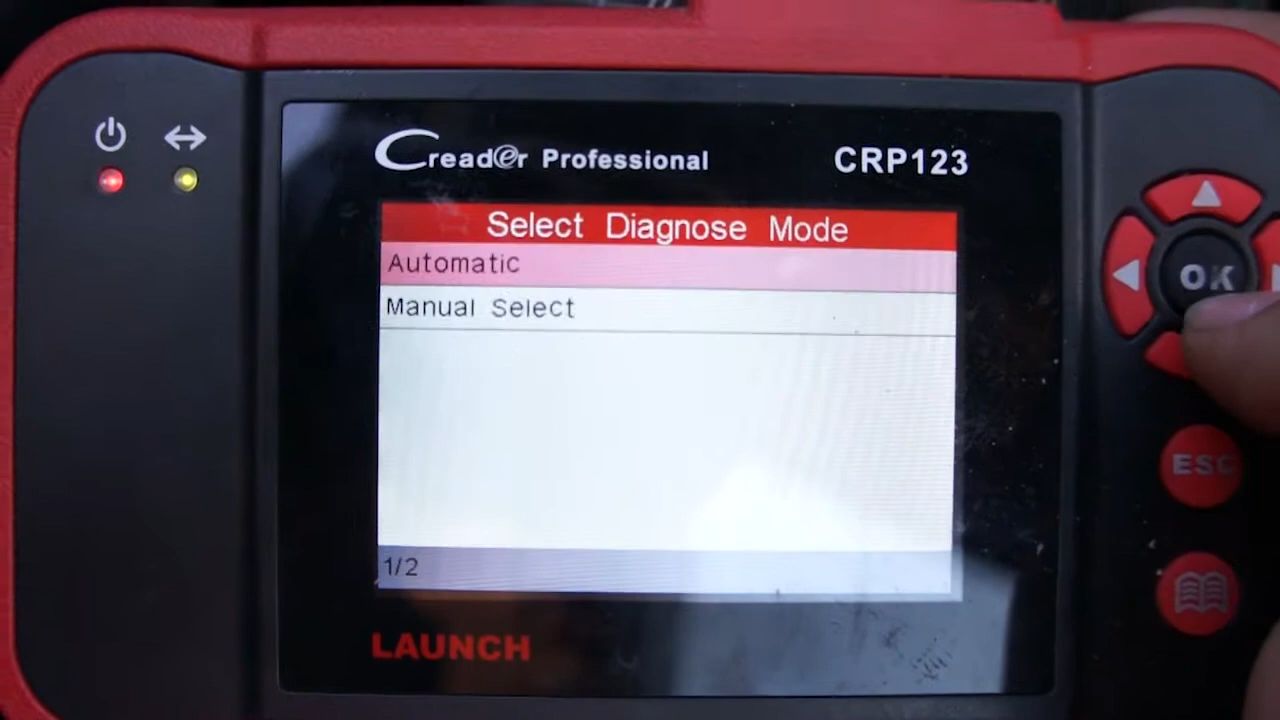 Creader Professional
CRP123
Select Diagnose Mode
Automatic
Manual Select
1/2
LAUNCH
OK
ESC